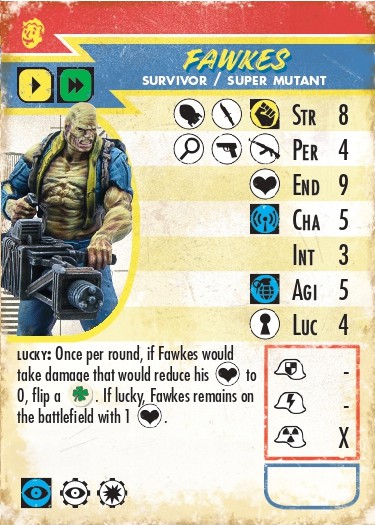 FAWKES
SURVIVOR / SUPER MUTANT
STR 8
PER 4
END 9
CHA 5
INT 3
AGI 5
LUC 4
LUCKY: Once per round, if Fawkes would
take damage that would reduce his to
0, flip a . If lucky, Fawkes remains on
the battlefield with 1 .
-
-
X